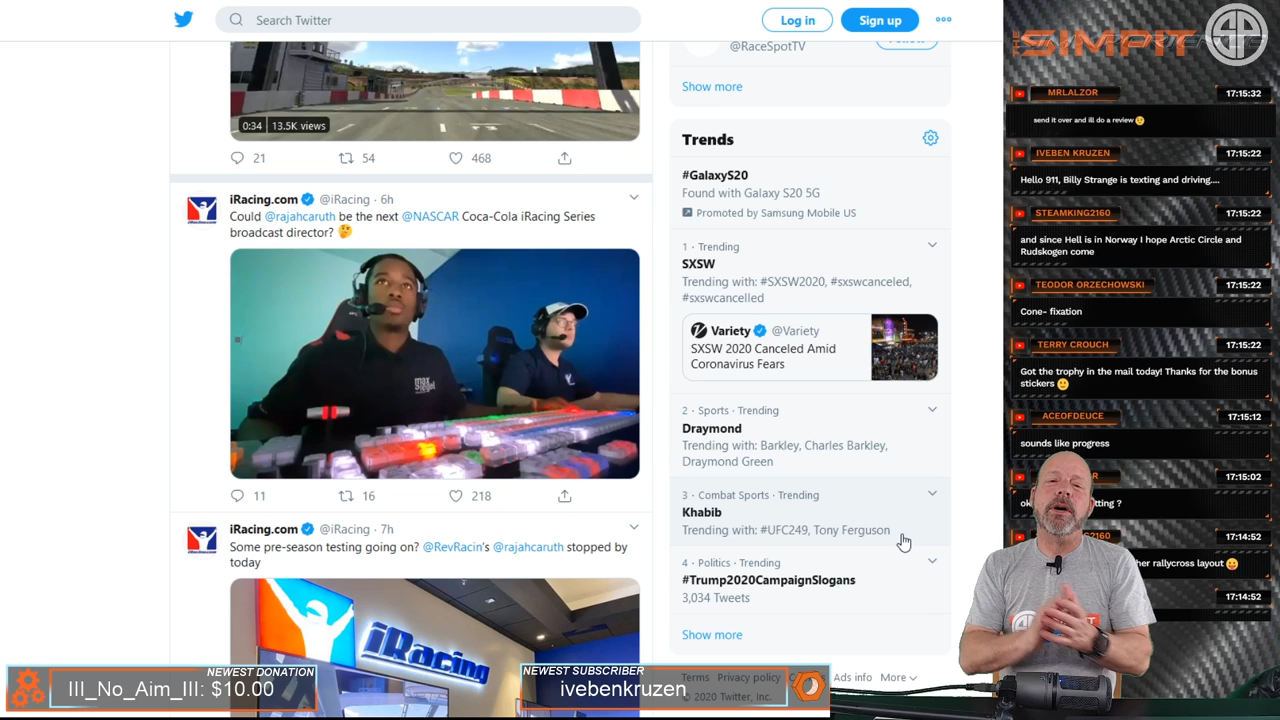 Search Twitter
Log in
Sign up
0:34 13.5K views
21
54
468
iRacing.com @iRacing · 6h
Could @rajahcaruth be the next @NASCAR Coca-Cola iRacing Series
broadcast director? 🤔
max
siegel
11
16
218
iRacing.com @iRacing · 7h
Some pre-season testing going on? @RevRacin's @rajahcaruth stopped by
today
iRacing
@RaceSpotTV
Show more
Trends
#GalaxyS20
Found with Galaxy S20 5G
Promoted by Samsung Mobile US
1 · Trending
SXSW
Trending with: #SXSW2020, #sxswcanceled,
#sxswcancelled
Variety @Variety
SXSW 2020 Canceled Amid
Coronavirus Fears
2 · Sports · Trending
Draymond
Trending with: Barkley, Charles Barkley,
Draymond Green
3 · Combat Sports · Trending
Khabib
Trending with: #UFC249, Tony Ferguson
4 · Politics · Trending
#Trump2020CampaignSlogans
3,034 Tweets
Show more
Terms Privacy policy Ads info More
© 2020 Twitter, Inc.
THE SIMPIT
MRLALZOR 17:15:32
send it over and ill do a review
IVEBEN KRUZEN 17:15:22
Hello 911, Billy Strange is texting and driving....
STEAMKING2160 17:15:22
and since Hell is in Norway I hope Arctic Circle and
Rudskogen come
TEODOR ORZECHOWSKI 17:15:22
Cone- fixation
TERRY CROUCH 17:15:22
Got the trophy in the mail today! Thanks for the bonus
stickers 🙂
ACEOFDEUCE 17:15:12
sounds like progress
17:15:02
17:14:52
her rallycross layout 😛
17:14:52
NEWEST DONATION
III_No_Aim_III: $10.00
NEWEST SUBSCRIBER
ivebenkruzen